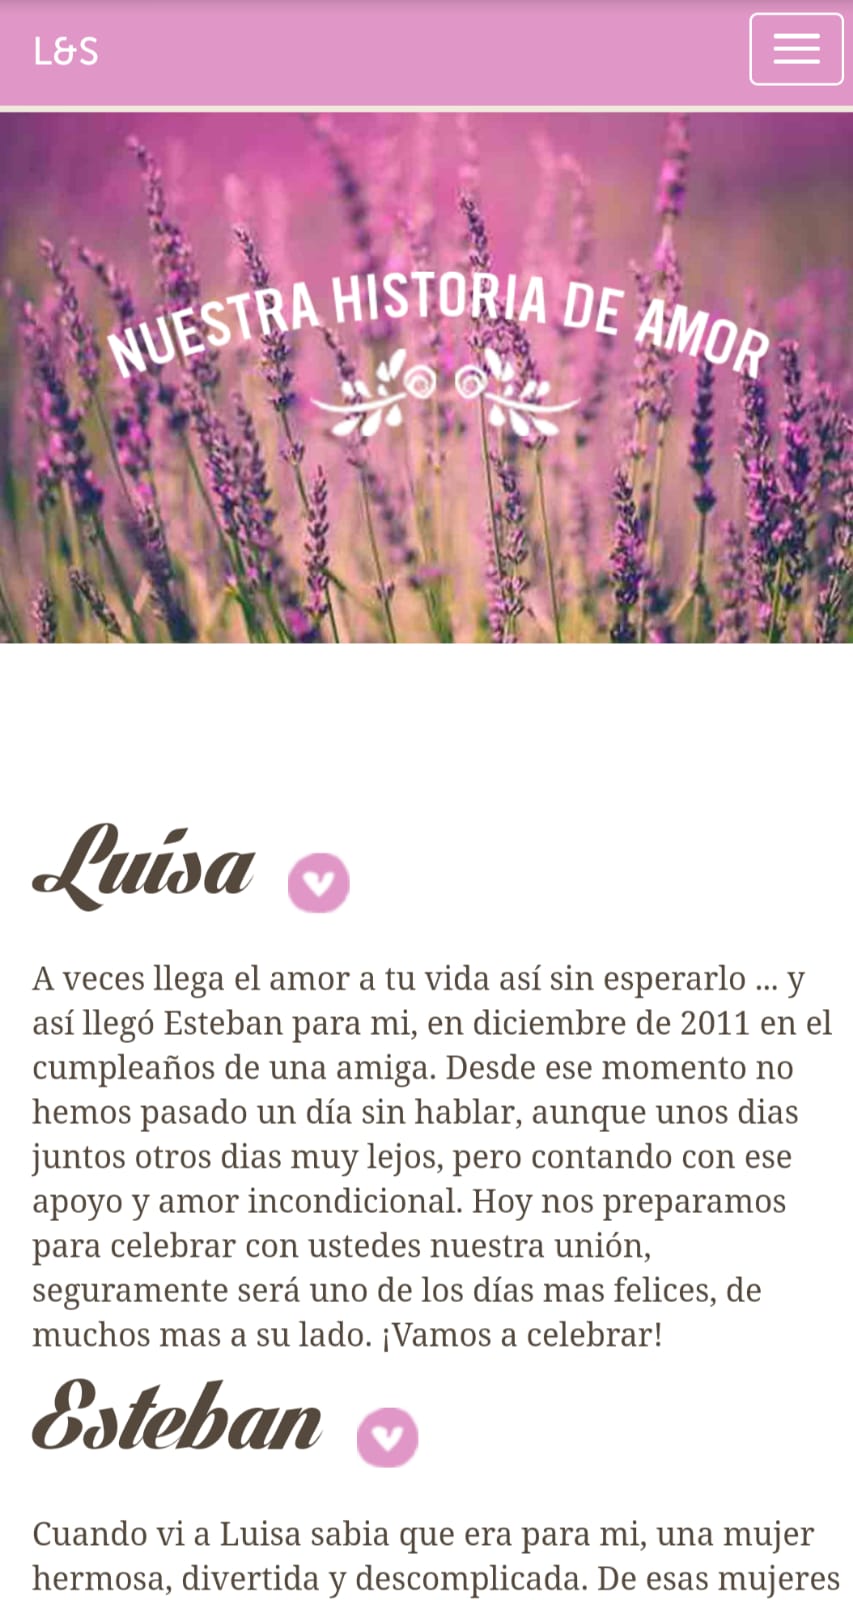 L&S
NUESTRA HISTORIA DE AMOR
Luisa
A veces llega el amor a tu vida así sin esperarlo ... y
así llegó Esteban para mi, en diciembre de 2011 en el
cumpleaños de una amiga. Desde ese momento no
hemos pasado un día sin hablar, aunque unos dias
juntos otros dias muy lejos, pero contando con ese
apoyo y amor incondicional. Hoy nos preparamos
para celebrar con ustedes nuestra unión,
seguramente será uno de los días mas felices, de
muchos mas a su lado. ¡Vamos a celebrar!
Esteban
Cuando vi a Luisa sabia que era para mi, una mujer
hermosa, divertida y descomplicada. De esas mujeres